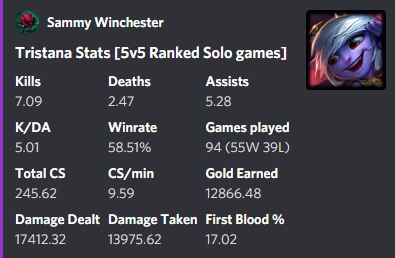 Sammy Winchester
Tristana Stats [5v5 Ranked Solo games]
Kills Deaths Assists
7.09 2.47 5.28
K/DA Winrate Games played
5.01 58.51% 94 (55W 39L)
Total CS CS/min Gold Earned
245.62 9.59 12866.48
Damage Dealt Damage Taken First Blood %
17412.32 13975.62 17.02